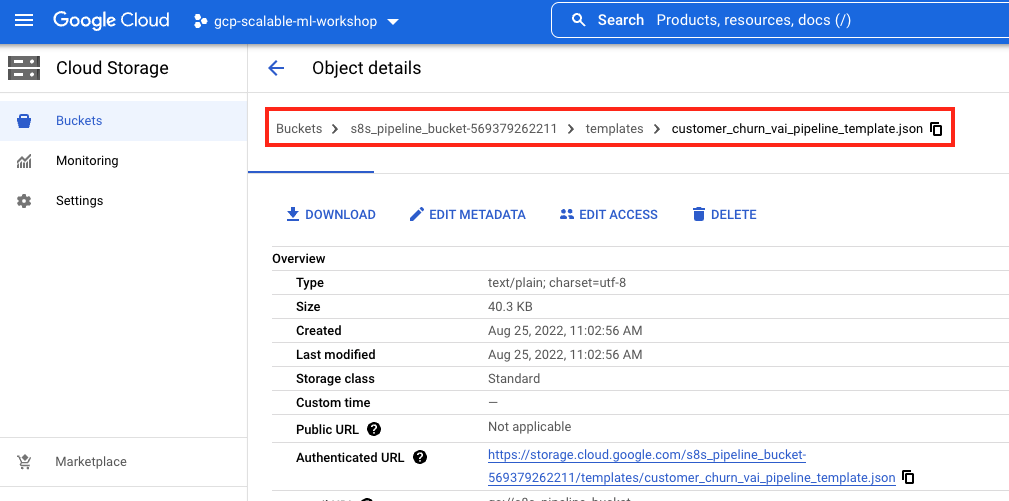 Google Cloud
gcp-scalable-ml-workshop
Search Products, resources, docs (/)
Cloud Storage
Object details
Buckets
Monitoring
Settings
Marketplace
Buckets > s8s_pipeline_bucket-569379262211 > templates > customer_churn_vai_pipeline_template.json
DOWNLOAD EDIT METADATA EDIT ACCESS DELETE
Overview
Type text/plain; charset=utf-8
Size 40.3 KB
Created Aug 25, 2022, 11:02:56 AM
Last modified Aug 25, 2022, 11:02:56 AM
Storage class Standard
Custom time —
Public URL ? Not applicable
Authenticated URL ? https://storage.cloud.google.com/s8s_pipeline_bucket-
569379262211/templates/customer_churn_vai_pipeline_template.json